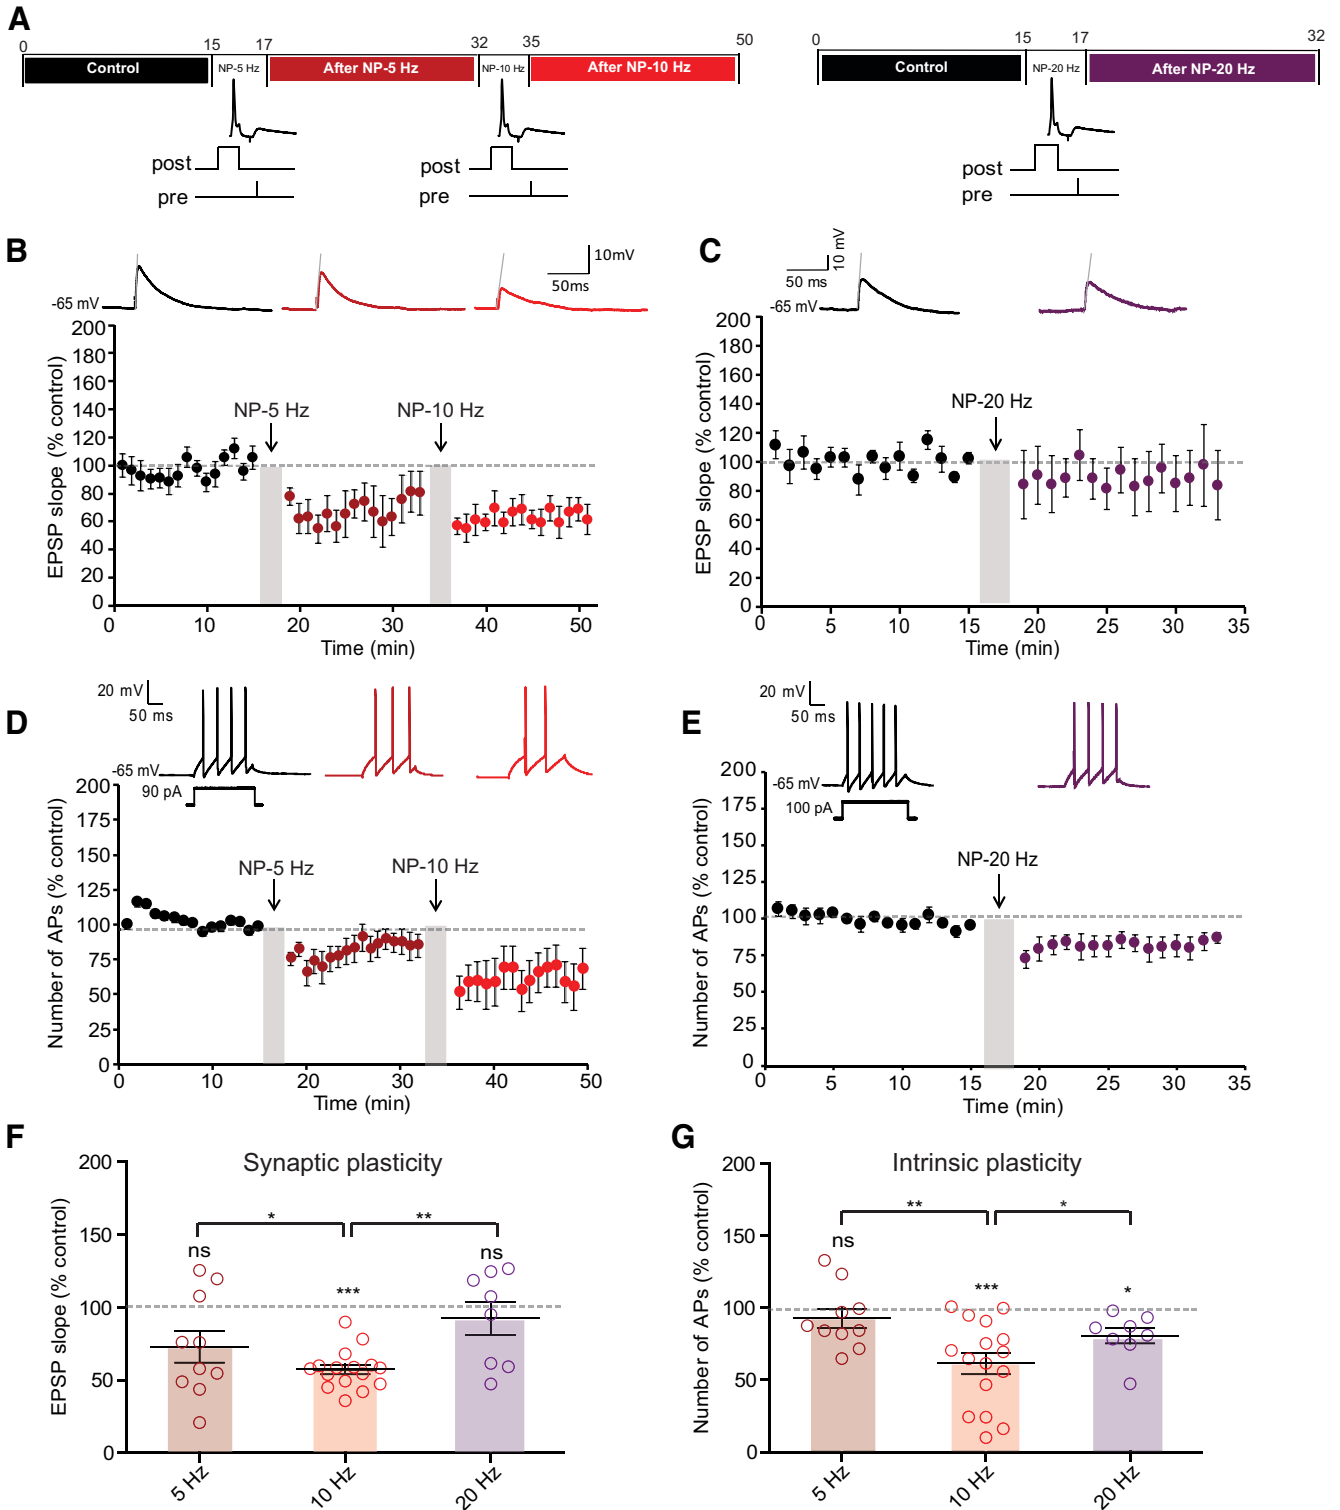 A
0 15 17 32 35 50
Control NP-5 Hz After NP-5 Hz NP-10 Hz After NP-10 Hz
post
pre
post
pre
0 15 17 32
Control NP-20 Hz After NP-20 Hz
post
pre
B
-65 mV
10mV
50ms
EPSP slope (% control)
200
180
160
140
120
100
80
60
40
20
0
NP-5 Hz
NP-10 Hz
0 10 20 30 40 50
Time (min)
C
10 mV
50 ms
-65 mV
EPSP slope (% control)
200
180
160
140
120
100
80
60
40
20
0
NP-20 Hz
0 5 10 15 20 25 30 35
Time (min)
D
20 mV
50 ms
-65 mV
90 pA
Number of APs (% control)
200
175
150
125
100
75
50
25
0
NP-5 Hz
NP-10 Hz
0 10 20 30 40 50
Time (min)
E
20 mV
50 ms
-65 mV
100 pA
Number of APs (% control)
200
175
150
125
100
75
50
25
0
NP-20 Hz
0 5 10 15 20 25 30 35
Time (min)
F
Synaptic plasticity
EPSP slope (% control)
200
150
100
50
0
* **
ns *** ns
5 Hz 10 Hz 20 Hz
G
Intrinsic plasticity
Number of APs (% control)
200
150
100
50
0
** *
ns *** *
5 Hz 10 Hz 20 Hz